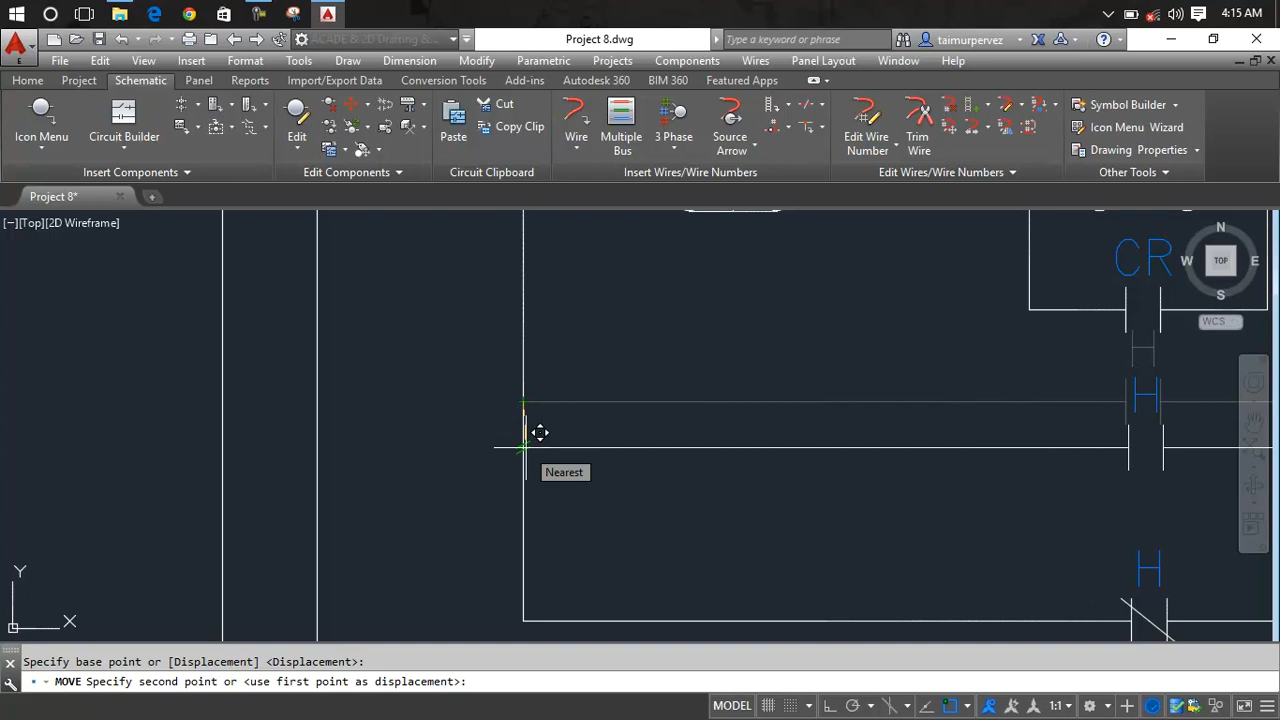 4:15 AM
ACADE & 2D Drafting &
Project 8.dwg
Type a keyword or phrase
taimurpervez
File Edit View Insert Format Tools Draw Dimension Modify Parametric Projects Components Wires Panel Layout Window Help
Home Project Schematic Panel Reports Import/Export Data Conversion Tools Add-ins Autodesk 360 BIM 360 Featured Apps
Icon Menu
Circuit Builder
Edit
Paste
Cut
Copy Clip
Wire
Multiple Bus
3 Phase
Source Arrow
Edit Wire Number
Trim Wire
Symbol Builder
Icon Menu Wizard
Drawing Properties
Insert Components
Edit Components
Circuit Clipboard
Insert Wires/Wire Numbers
Edit Wires/Wire Numbers
Other Tools
Project 8*
[−][Top][2D Wireframe]
N
W TOP E
S
WCS
CR
H
H
H
Nearest
Y
X
Specify base point or [Displacement] <Displacement>:
MOVE Specify second point or <use first point as displacement>:
MODEL
1:1